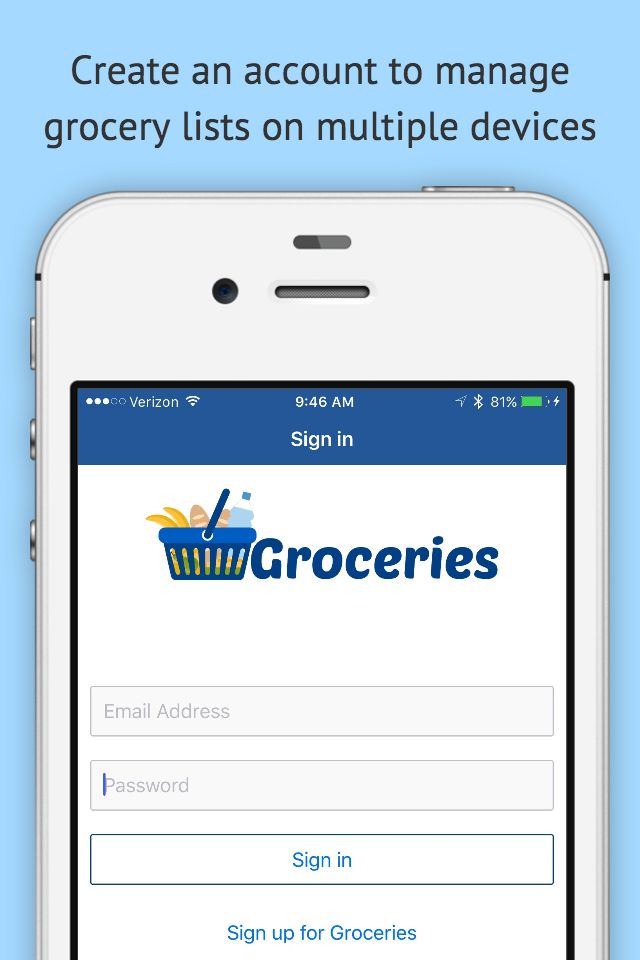 Create an account to manage
grocery lists on multiple devices
Verizon 9:46 AM 81%
Sign in
Groceries
Email Address
Password
Sign in
Sign up for Groceries